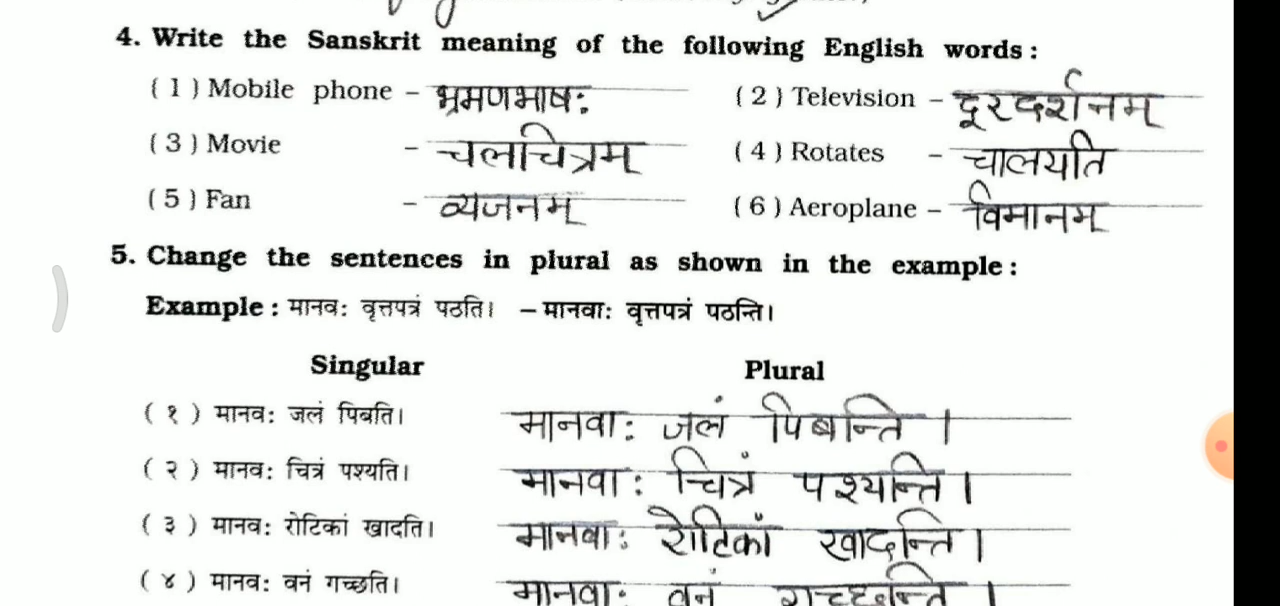 4. Write the Sanskrit meaning of the following English words :
( 1 ) Mobile phone – भ्रमणभाषः ( 2 ) Television – दूरदर्शनम्
( 3 ) Movie – चलचित्रम् ( 4 ) Rotates – चालयति
( 5 ) Fan – व्यजनम् ( 6 ) Aeroplane – विमानम्
5. Change the sentences in plural as shown in the example :
Example : मानवः वृत्तपत्रं पठति। – मानवाः वृत्तपत्रं पठन्ति।
Singular Plural
( १ ) मानवः जलं पिबति। मानवाः जलं पिबन्ति ।
( २ ) मानवः चित्रं पश्यति। मानवाः चित्रं पश्यन्ति ।
( ३ ) मानवः रोटिकां खादति। मानवाः रोटिकां खादन्ति ।
( ४ ) मानवः वनं गच्छति। मानवाः वनं गच्छन्ति ।